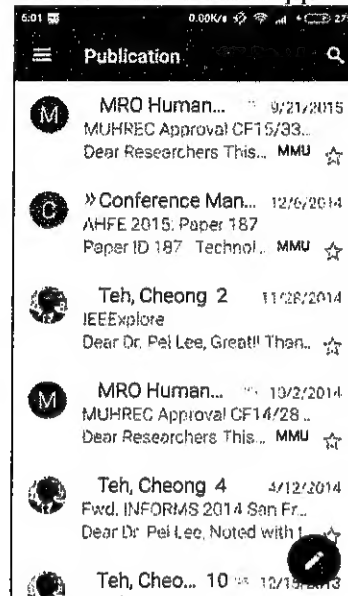 5:01 0.00K/s 27
Publication
M MRO Human... 9/21/2015
MUHREC Approval CF15/33...
Dear Researchers This... MMU
C »Conference Man... 12/6/2014
AHFE 2015: Paper 187
Paper ID 187 Technol... MMU
Teh, Cheong 2 11/28/2014
IEEExplore
Dear Dr. Pei Lee, Great!! Than...
M MRO Human... 10/2/2014
MUHREC Approval CF14/28...
Dear Researchers This... MMU
Teh, Cheong 4 4/12/2014
Fwd. INFORMS 2014 San Fr...
Dear Dr Pei Lee, Noted with t...
Teh, Cheo... 10